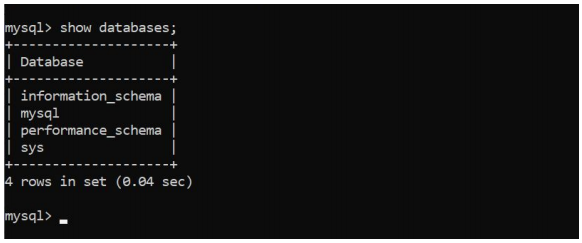 mysql> show databases;
+--------------------+
| Database           |
+--------------------+
| information_schema |
| mysql              |
| performance_schema |
| sys                |
+--------------------+
4 rows in set (0.04 sec)
mysql> _